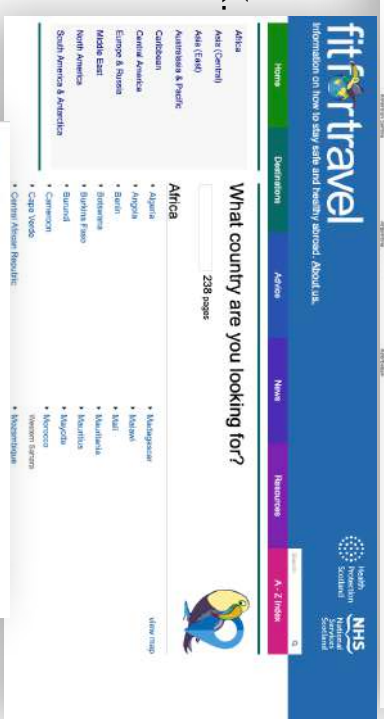 fitfortravel
Information on how to stay safe and healthy abroad. About us.
Health
Protection
Scotland
NHS
National
Services
Scotland
Search
Home
Destinations
Advice
News
Resources
A - Z Index
Africa
Asia (Central)
Asia (East)
Australasia & Pacific
Caribbean
Central America
Europe & Russia
Middle East
North America
South America & Antarctica
What country are you looking for?
238 pages
Africa
view map
Algeria
Angola
Benin
Botswana
Burkina Faso
Burundi
Cameroon
Cape Verde
Central African Republic
Madagascar
Malawi
Mali
Mauritania
Mauritius
Mayotte
Morocco
Western Sahara
Mozambique